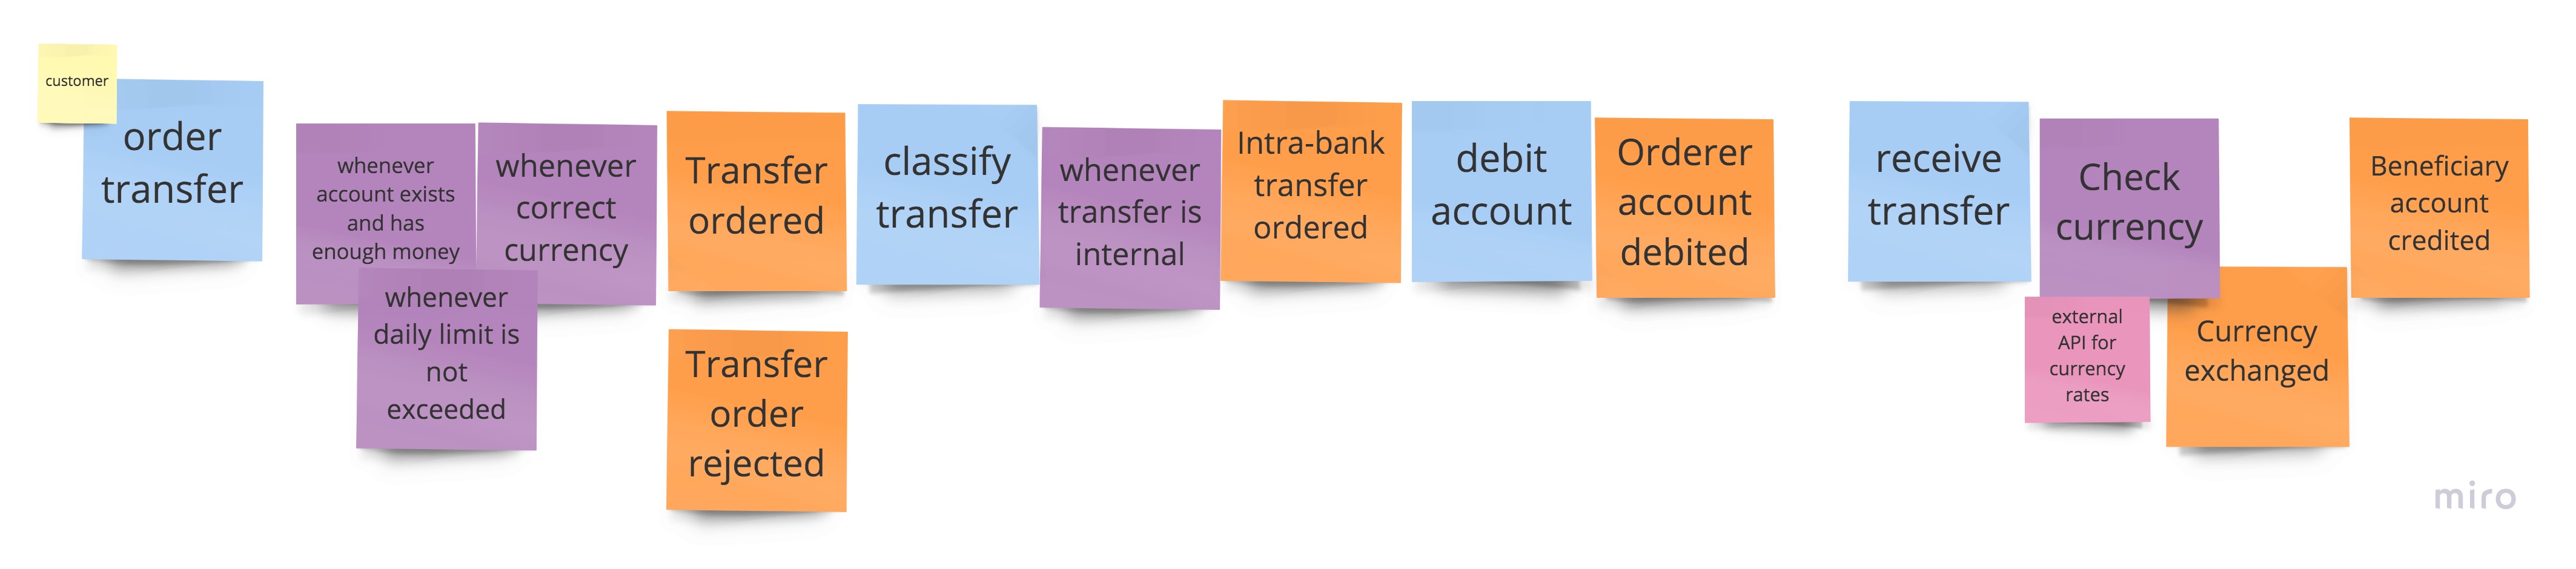 customer
order
transfer
whenever
account exists
and has
enough money
whenever
correct
currency
whenever
daily limit is
not
exceeded
Transfer
ordered
Transfer
order
rejected
classify
transfer
whenever
transfer is
internal
Intra-bank
transfer
ordered
debit
account
Orderer
account
debited
receive
transfer
Check
currency
external
API for
currency
rates
Currency
exchanged
Beneficiary
account
credited
miro